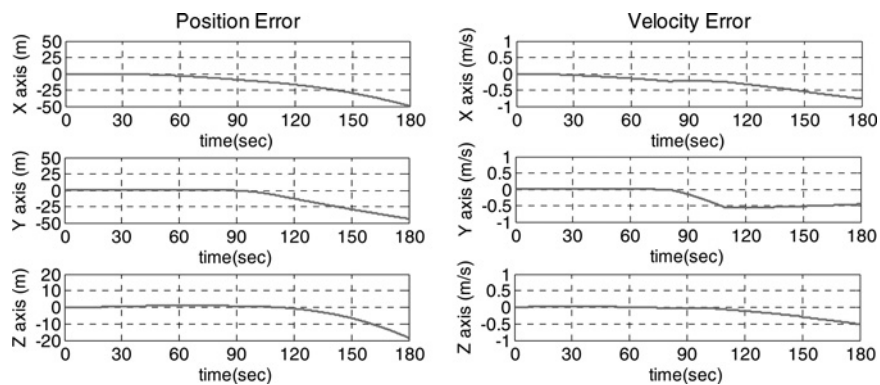 Position Error
X axis (m)
50
25
0
-25
-50
0 30 60 90 120 150 180
time(sec)
Y axis (m)
50
25
0
-25
-50
0 30 60 90 120 150 180
time(sec)
Z axis (m)
20
10
0
-10
-20
0 30 60 90 120 150 180
time(sec)
Velocity Error
X axis (m/s)
1
0.5
0
-0.5
-1
0 30 60 90 120 150 180
time(sec)
Y axis (m/s)
1
0.5
0
-0.5
-1
0 30 60 90 120 150 180
time(sec)
Z axis (m/s)
1
0.5
0
-0.5
-1
0 30 60 90 120 150 180
time(sec)